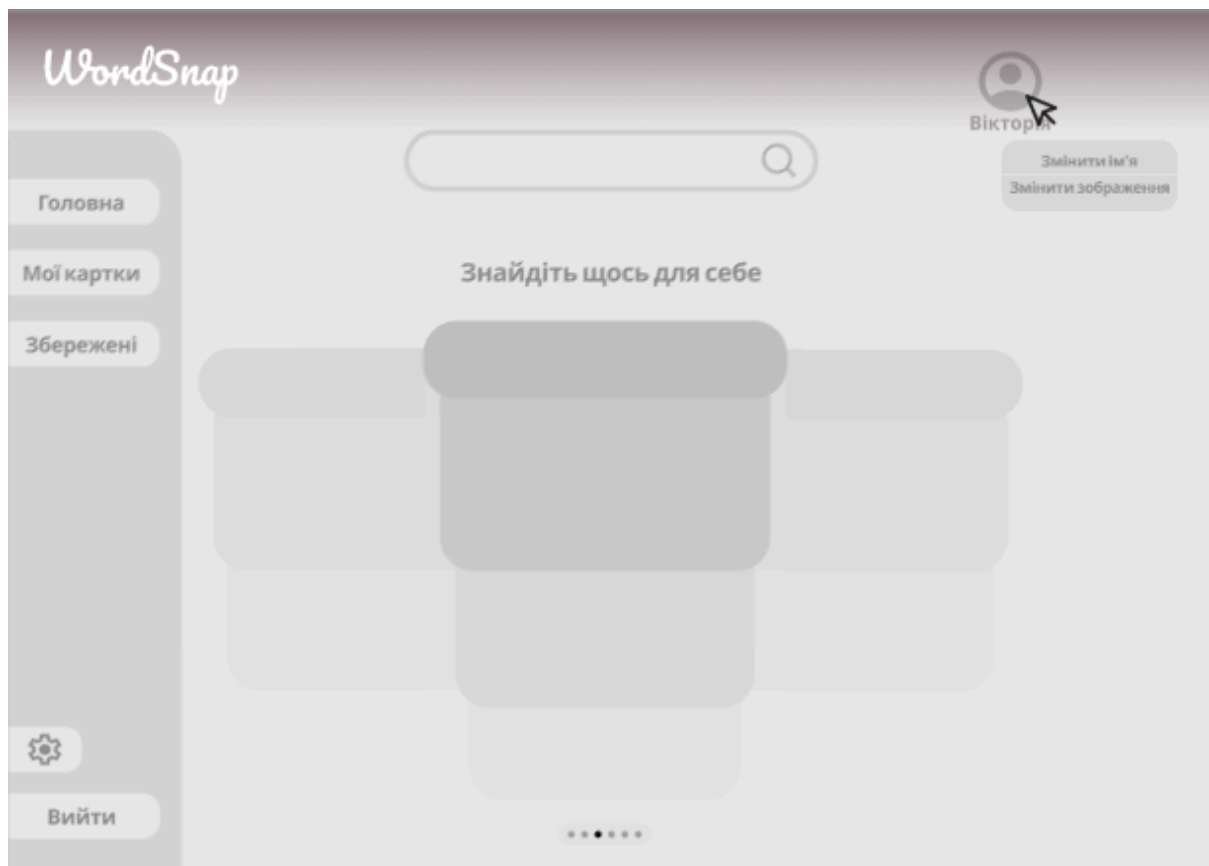 WordSnap
Вікторія
Змінити ім'я
Змінити зображення
Головна
Мої картки
Збережені
Знайдіть щось для себе
Вийти